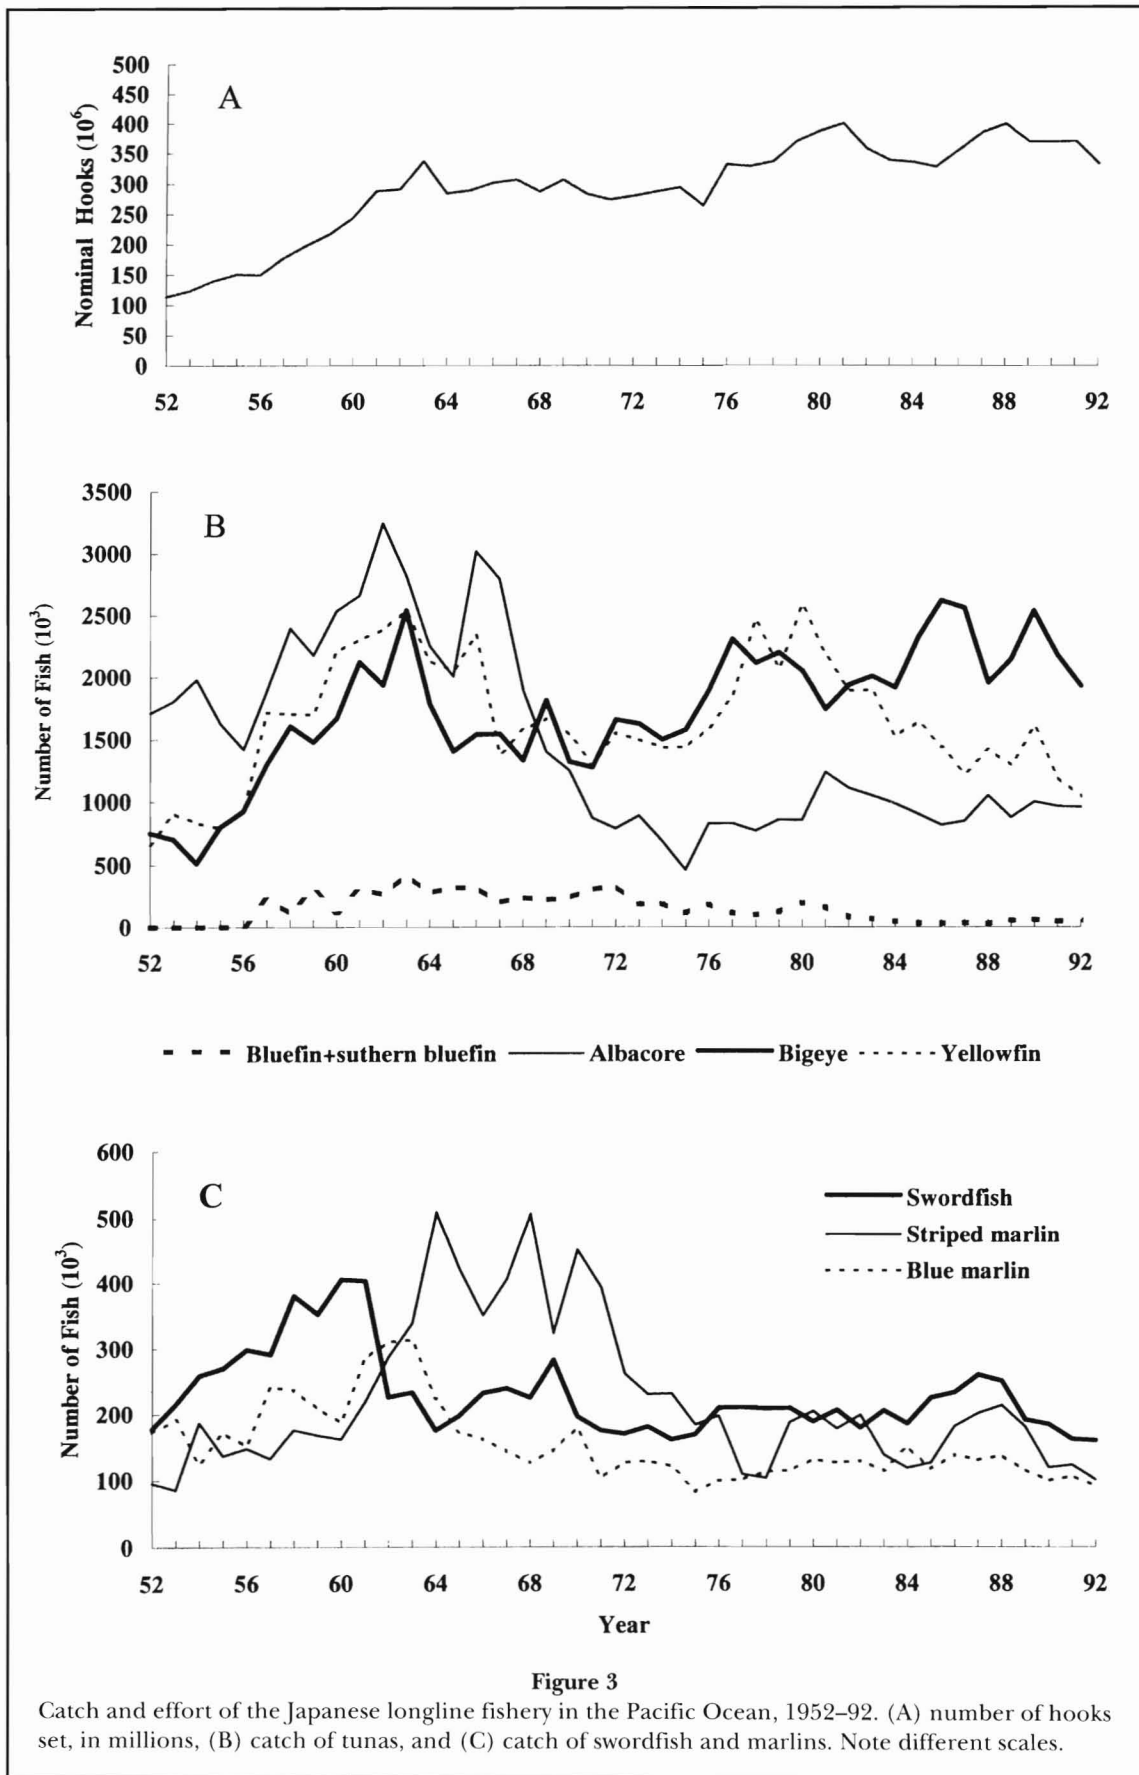 A
Nominal Hooks (10⁶)
500
450
400
350
300
250
200
150
100
50
0
52 56 60 64 68 72 76 80 84 88 92
B
Number of Fish (10³)
3500
3000
2500
2000
1500
1000
500
0
52 56 60 64 68 72 76 80 84 88 92
Bluefin+suthern bluefin Albacore Bigeye Yellowfin
C
Number of Fish (10³)
600
500
400
300
200
100
0
Swordfish
Striped marlin
Blue marlin
52 56 60 64 68 72 76 80 84 88 92
Year
Figure 3
Catch and effort of the Japanese longline fishery in the Pacific Ocean, 1952–92. (A) number of hooks
set, in millions, (B) catch of tunas, and (C) catch of swordfish and marlins. Note different scales.